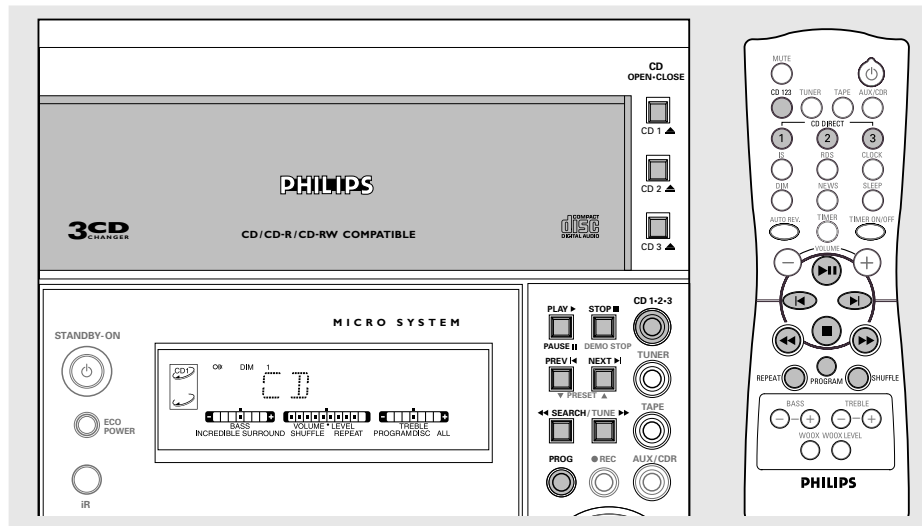 CD
OPEN•CLOSE
CD 1
CD 2
CD 3
PHILIPS
3CD
CHANGER
CD/CD-R/CD-RW COMPATIBLE
COMPACT
disc
DIGITAL AUDIO
MICRO SYSTEM
STANDBY-ON
ECO
POWER
iR
CD1
DIM 1
CD
BASS VOLUME LEVEL TREBLE
INCREDIBLE SURROUND SHUFFLE REPEAT PROGRAM DISC ALL
PLAY STOP CD 1•2•3
PAUSE DEMO STOP
PREV NEXT TUNER
PRESET
SEARCH/TUNE TAPE
PROG REC AUX/CDR
MUTE
CD 123 TUNER TAPE AUX/CDR
CD DIRECT
1 2 3
IS RDS CLOCK
DIM NEWS SLEEP
AUTO REV. TIMER TIMER ON/OFF
VOLUME
REPEAT PROGRAM SHUFFLE
BASS TREBLE
WOOX WOOX LEVEL
PHILIPS